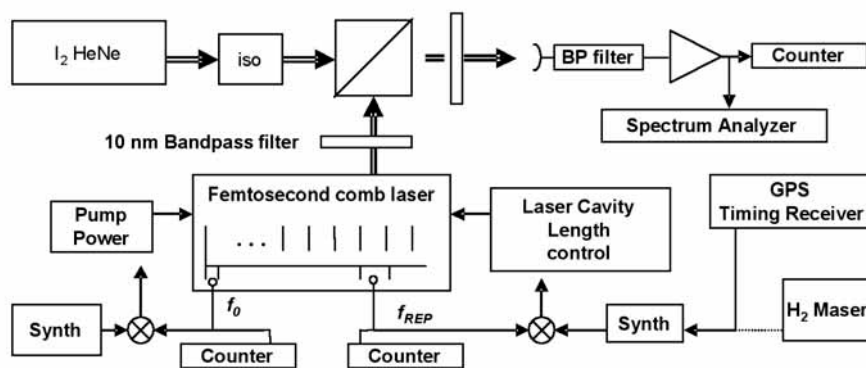 I₂ HeNe
iso
BP filter
Counter
Spectrum Analyzer
10 nm Bandpass filter
Femtosecond comb laser
...
Pump
Power
Laser Cavity
Length
control
GPS
Timing Receiver
H₂ Maser
Synth
f₀
Counter
f_REP
Counter
Synth